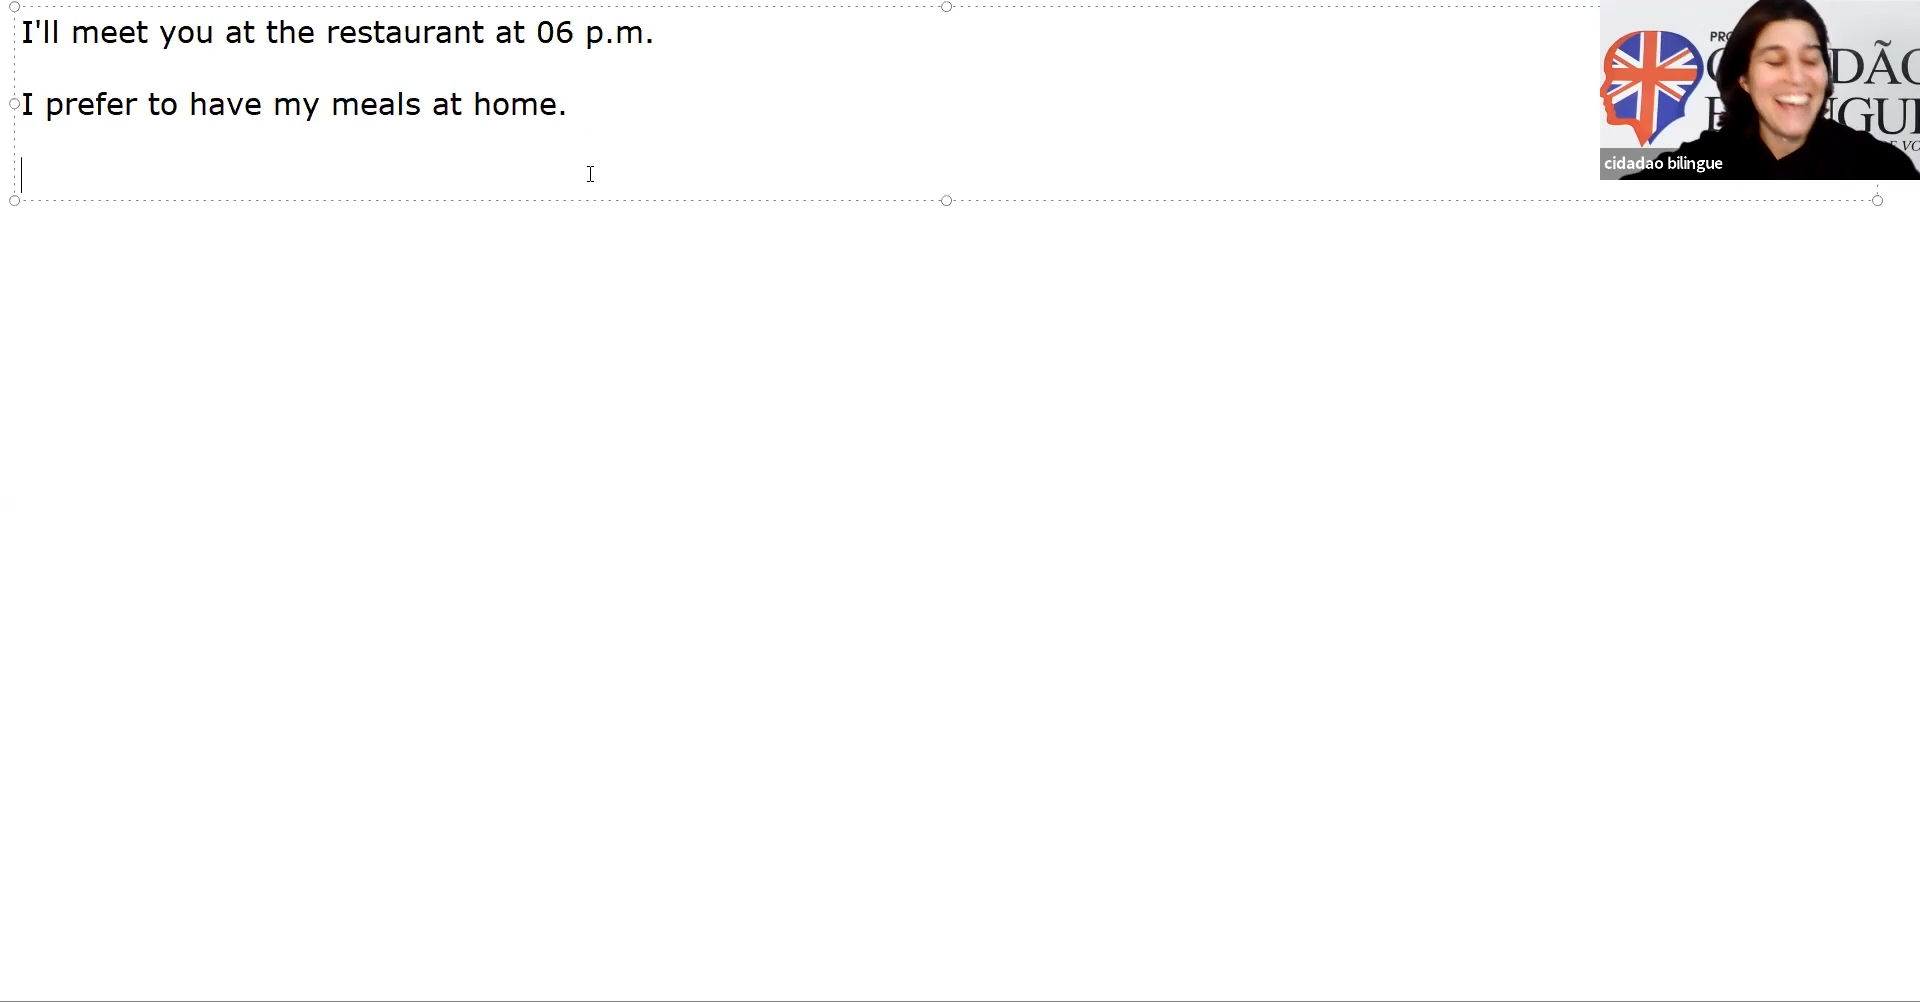 I'll meet you at the restaurant at 06 p.m.
I prefer to have my meals at home.
cidadao bilingue